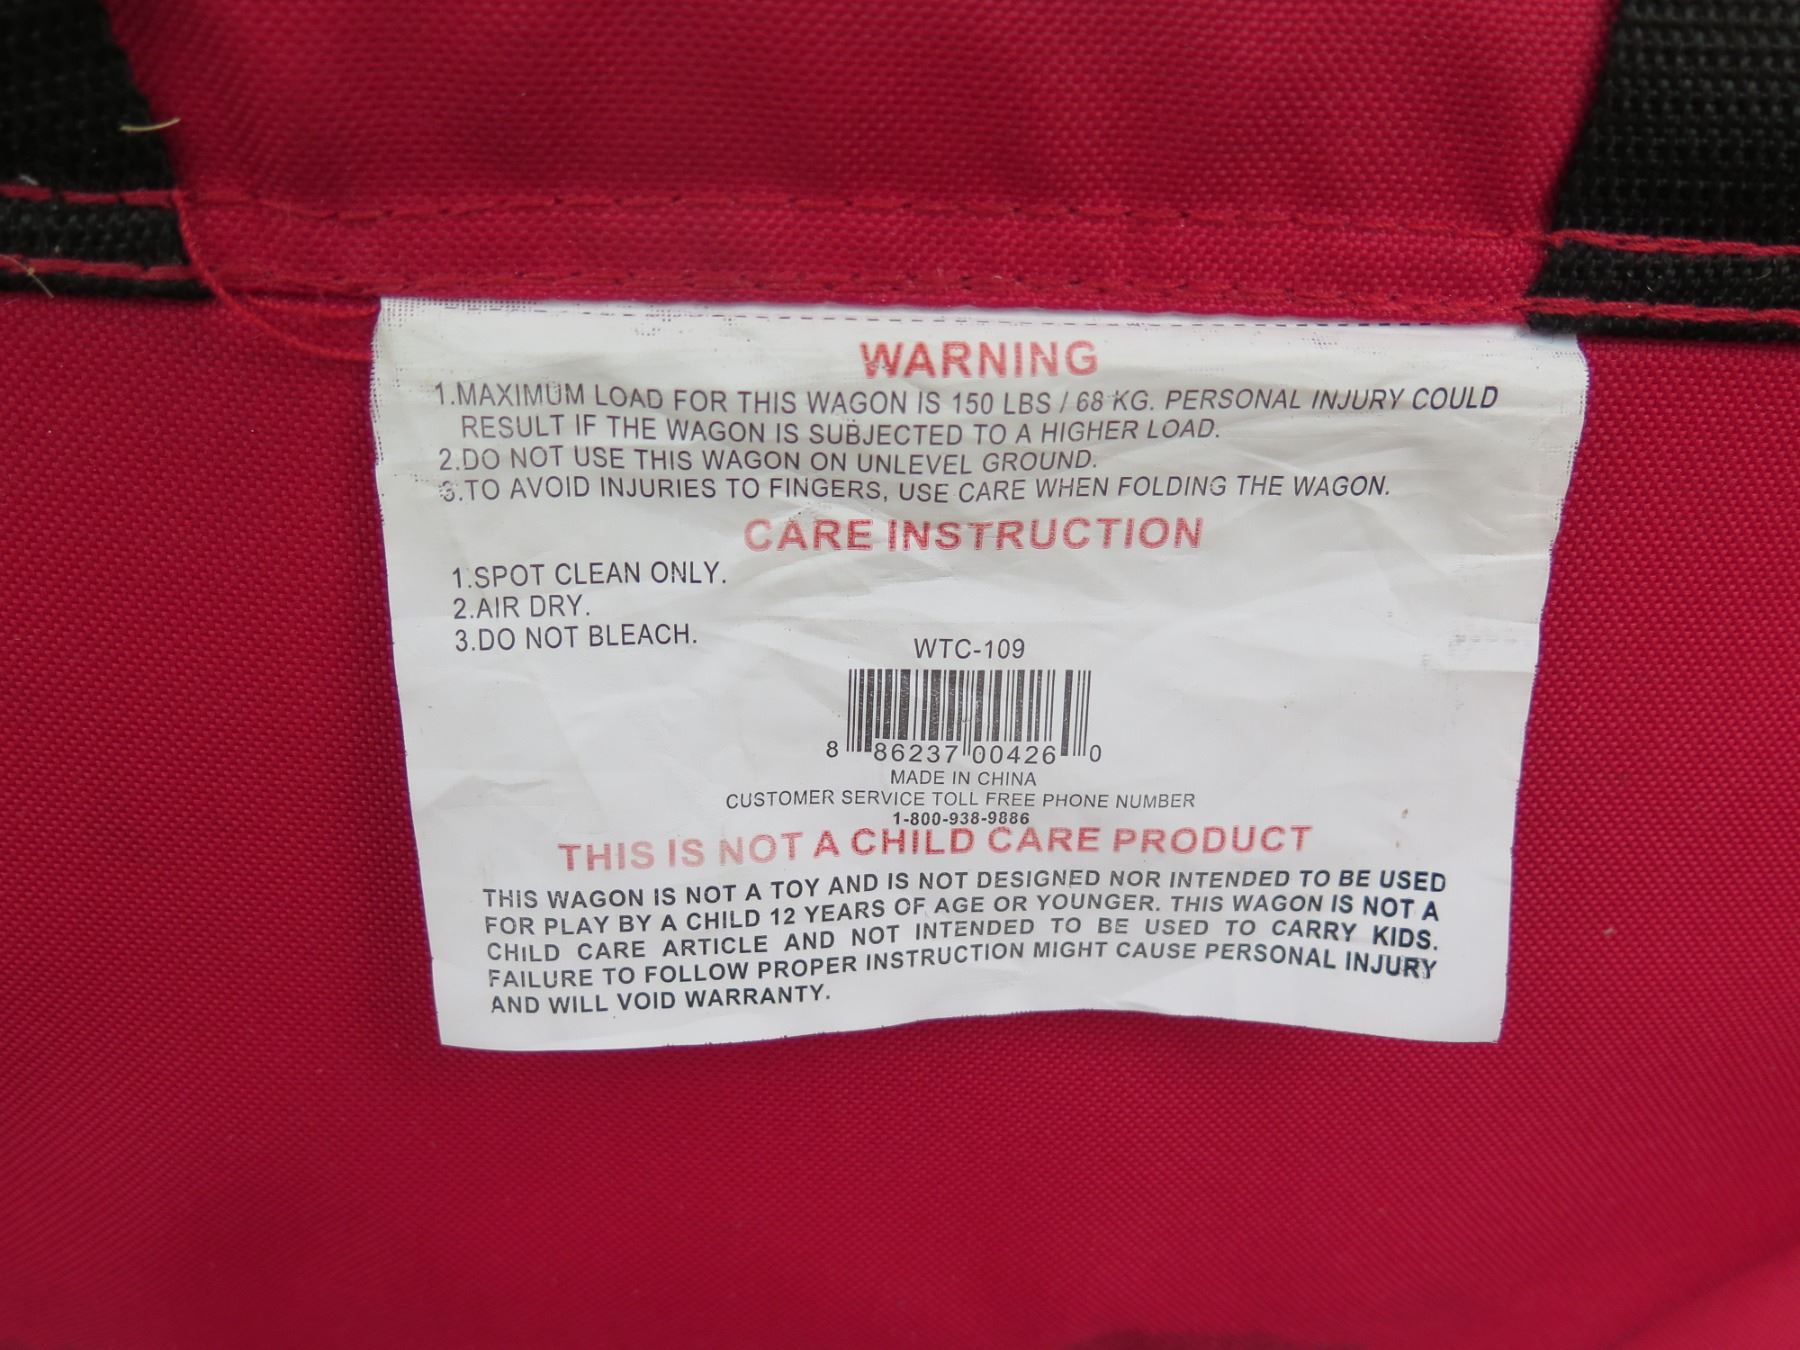 WARNING
1.MAXIMUM LOAD FOR THIS WAGON IS 150 LBS / 68 KG. PERSONAL INJURY COULD
RESULT IF THE WAGON IS SUBJECTED TO A HIGHER LOAD.
2.DO NOT USE THIS WAGON ON UNLEVEL GROUND.
3.TO AVOID INJURIES TO FINGERS, USE CARE WHEN FOLDING THE WAGON.
CARE INSTRUCTION
1.SPOT CLEAN ONLY.
2.AIR DRY.
3.DO NOT BLEACH.
WTC-109
8 86237 00426 0
MADE IN CHINA
CUSTOMER SERVICE TOLL FREE PHONE NUMBER
1-800-938-9886
THIS IS NOT A CHILD CARE PRODUCT
THIS WAGON IS NOT A TOY AND IS NOT DESIGNED NOR INTENDED TO BE USED
FOR PLAY BY A CHILD 12 YEARS OF AGE OR YOUNGER. THIS WAGON IS NOT A
CHILD CARE ARTICLE AND NOT INTENDED TO BE USED TO CARRY KIDS.
FAILURE TO FOLLOW PROPER INSTRUCTION MIGHT CAUSE PERSONAL INJURY
AND WILL VOID WARRANTY.